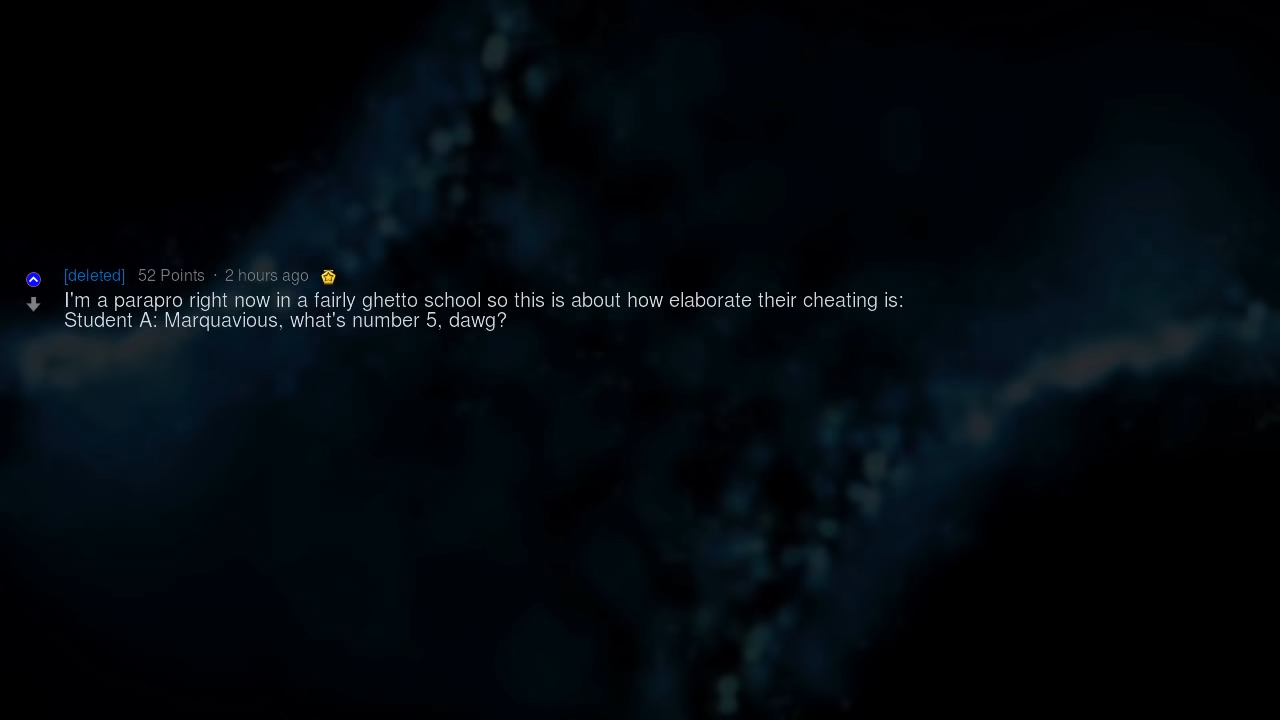 [deleted] 52 Points · 2 hours ago
I'm a parapro right now in a fairly ghetto school so this is about how elaborate their cheating is:
Student A: Marquavious, what's number 5, dawg?